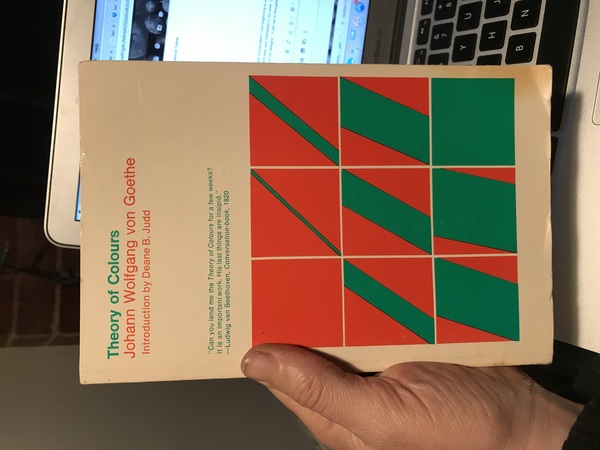 Theory of Colours
Johann Wolfgang von Goethe
Introduction by Deane B. Judd
"Can you lend me the Theory of Colours for a few weeks?
It is an important work. His last things are insipid."
—Ludwig van Beethoven, Conversation-book, 1820
Y
U
H
J
B
N